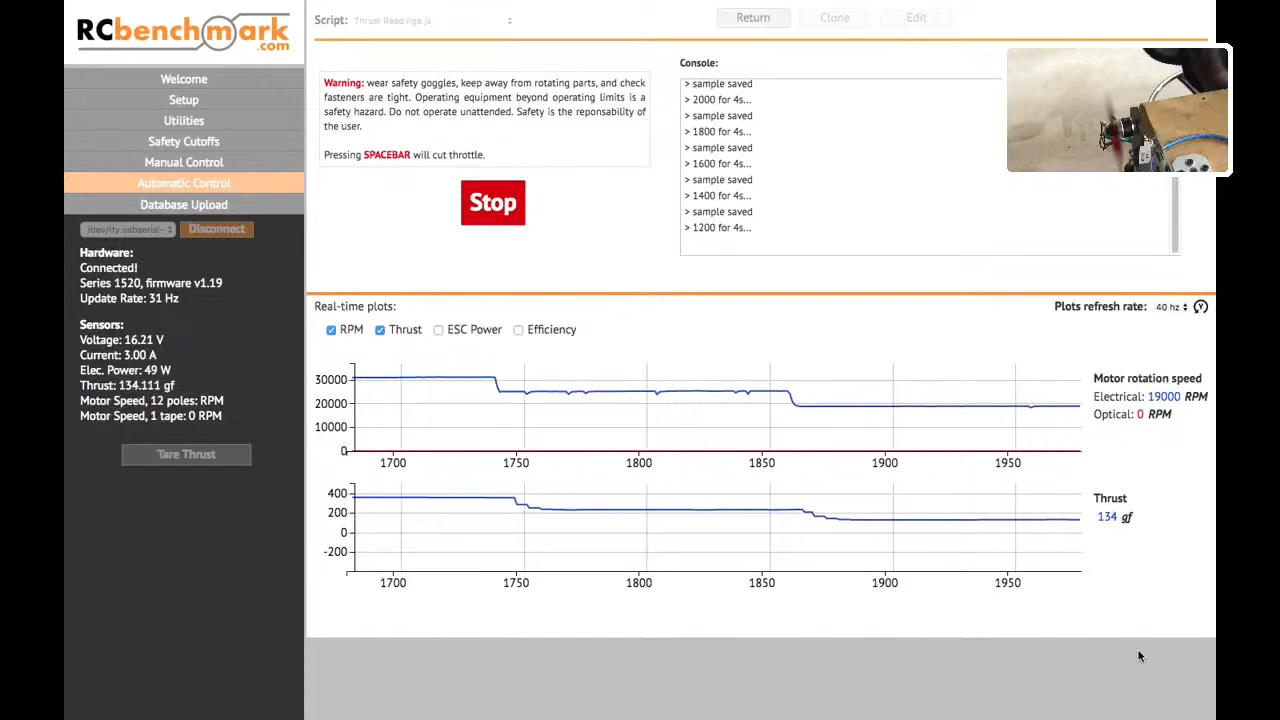 RCbenchmark
.com
Welcome
Setup
Utilities
Safety Cutoffs
Manual Control
Automatic Control
Database Upload
/dev/tty.usbserial-
Disconnect
Hardware:
Connected!
Series 1520, firmware v1.19
Update Rate: 31 Hz
Sensors:
Voltage: 16.21 V
Current: 3.00 A
Elec. Power: 49 W
Thrust: 134.111 gf
Motor Speed, 12 poles: RPM
Motor Speed, 1 tape: 0 RPM
Tare Thrust
Script: Thrust Readings.js
Return
Clone
Edit
Warning: wear safety goggles, keep away from rotating parts, and check
fasteners are tight. Operating equipment beyond operating limits is a
safety hazard. Do not operate unattended. Safety is the reponsability of
the user.
Pressing SPACEBAR will cut throttle.
Stop
Console:
> sample saved
> 2000 for 4s...
> sample saved
> 1800 for 4s...
> sample saved
> 1600 for 4s...
> sample saved
> 1400 for 4s...
> sample saved
> 1200 for 4s...
Real-time plots:
Plots refresh rate: 40 hz
RPM Thrust ESC Power Efficiency
30000
20000
10000
0
1700 1750 1800 1850 1900 1950
Motor rotation speed
Electrical: 19000 RPM
Optical: 0 RPM
400
200
0
-200
1700 1750 1800 1850 1900 1950
Thrust
134 gf